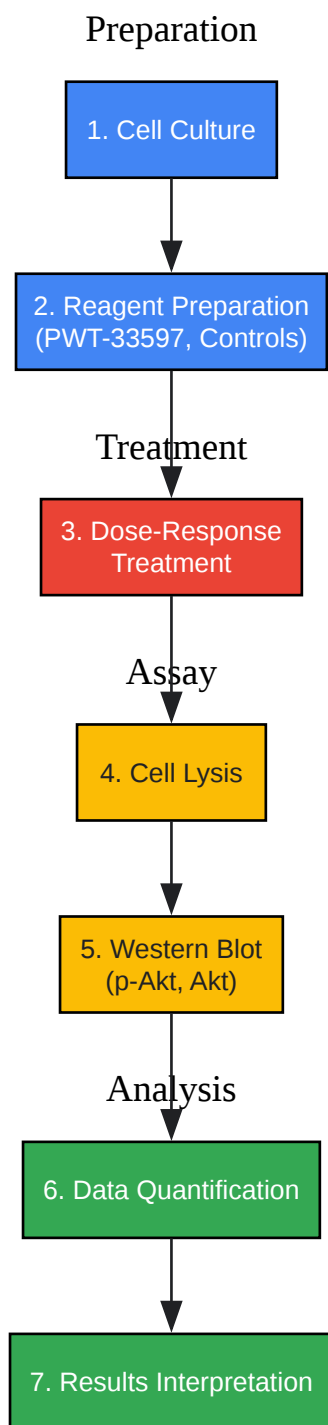 Preparation
1. Cell Culture
2. Reagent Preparation
(PWT-33597, Controls)
Treatment
3. Dose-Response
Treatment
Assay
4. Cell Lysis
5. Western Blot
(p-Akt, Akt)
Analysis
6. Data Quantification
7. Results Interpretation